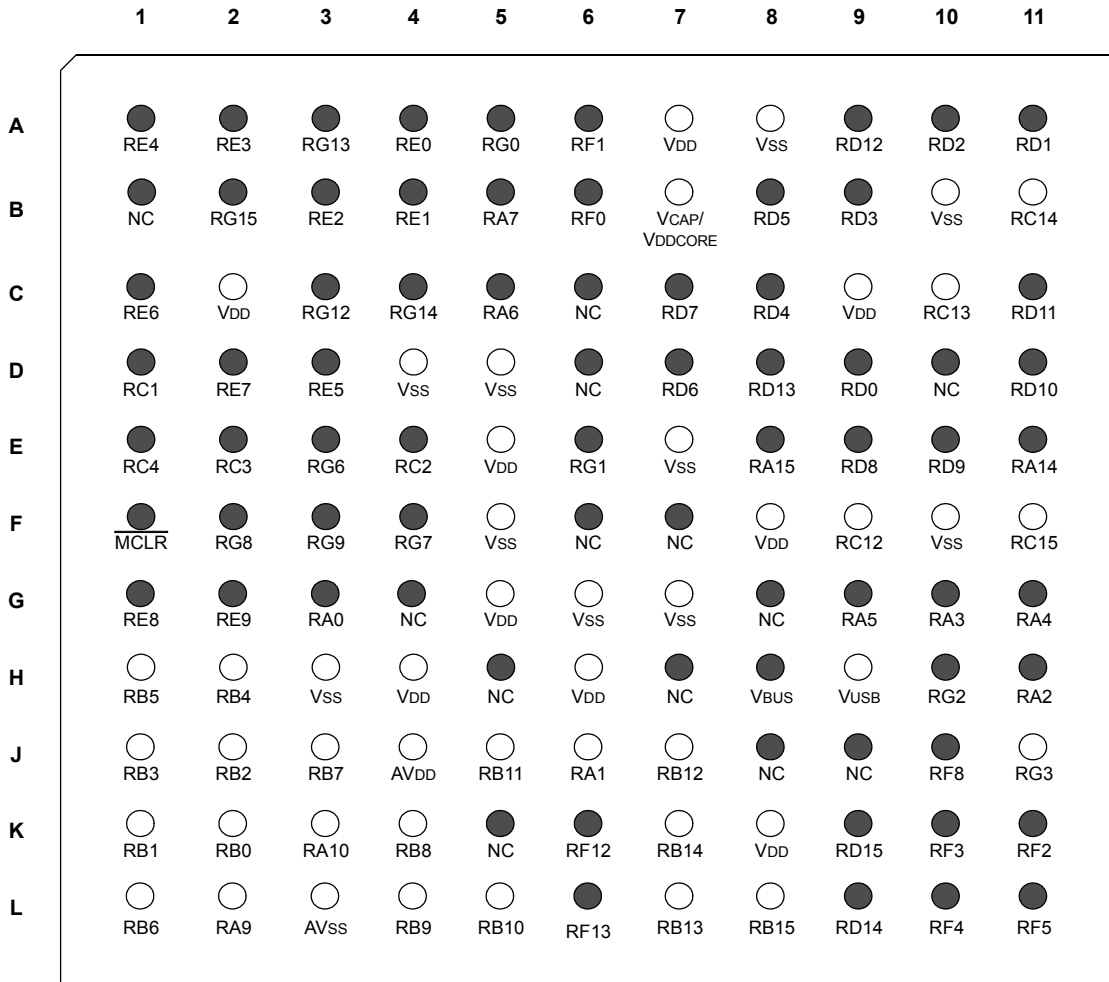 1 2 3 4 5 6 7 8 9 10 11
A
RE4 RE3 RG13 RE0 RG0 RF1 VDD VSS RD12 RD2 RD1
B
NC RG15 RE2 RE1 RA7 RF0 VCAP/ RD5 RD3 VSS RC14
VDDCORE
C
RE6 VDD RG12 RG14 RA6 NC RD7 RD4 VDD RC13 RD11
D
RC1 RE7 RE5 VSS VSS NC RD6 RD13 RD0 NC RD10
E
RC4 RC3 RG6 RC2 VDD RG1 VSS RA15 RD8 RD9 RA14
F
MCLR RG8 RG9 RG7 VSS NC NC VDD RC12 VSS RC15
G
RE8 RE9 RA0 NC VDD VSS VSS NC RA5 RA3 RA4
H
RB5 RB4 VSS VDD NC VDD NC VBUS VUSB RG2 RA2
J
RB3 RB2 RB7 AVDD RB11 RA1 RB12 NC NC RF8 RG3
K
RB1 RB0 RA10 RB8 NC RF12 RB14 VDD RD15 RF3 RF2
L
RB6 RA9 AVSS RB9 RB10 RF13 RB13 RB15 RD14 RF4 RF5